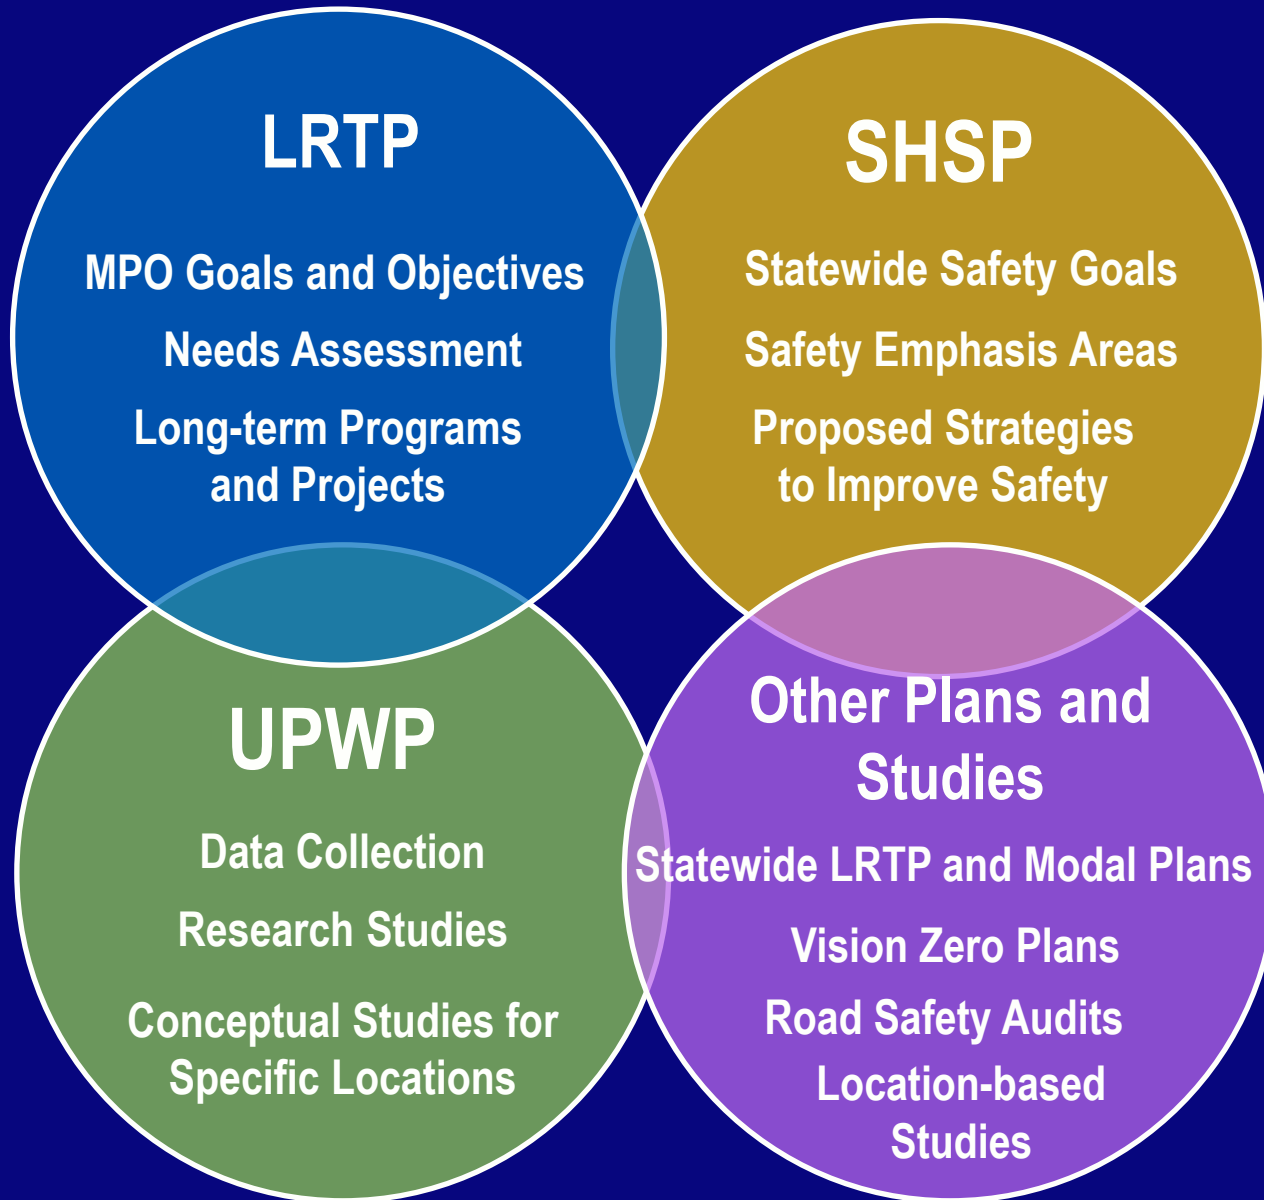 LRTP
MPO Goals and Objectives
Needs Assessment
Long-term Programs
and Projects
SHSP
Statewide Safety Goals
Safety Emphasis Areas
Proposed Strategies
to Improve Safety
UPWP
Data Collection
Research Studies
Conceptual Studies for
Specific Locations
Other Plans and
Studies
Statewide LRTP and Modal Plans
Vision Zero Plans
Road Safety Audits
Location-based
Studies